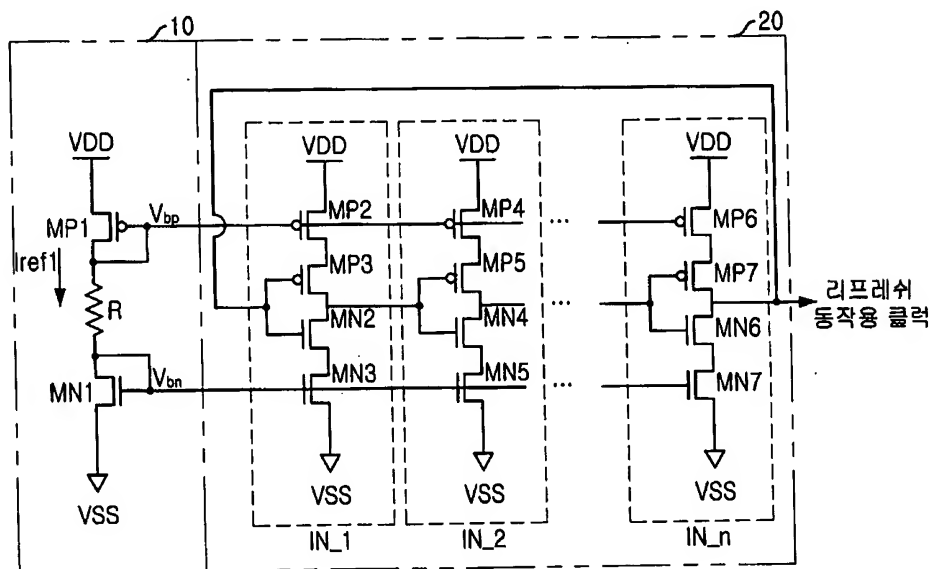 10
20
VDD
VDD
VDD
VDD
MP1
Vbp
MP2
MP4
...
MP6
Iref1
MP3
MP5
MP7
R
MN2
MN4
MN6
리프레쉬
동작용 클럭
MN1
Vbn
MN3
MN5
...
MN7
VSS
VSS
VSS
VSS
IN_1
IN_2
IN_n